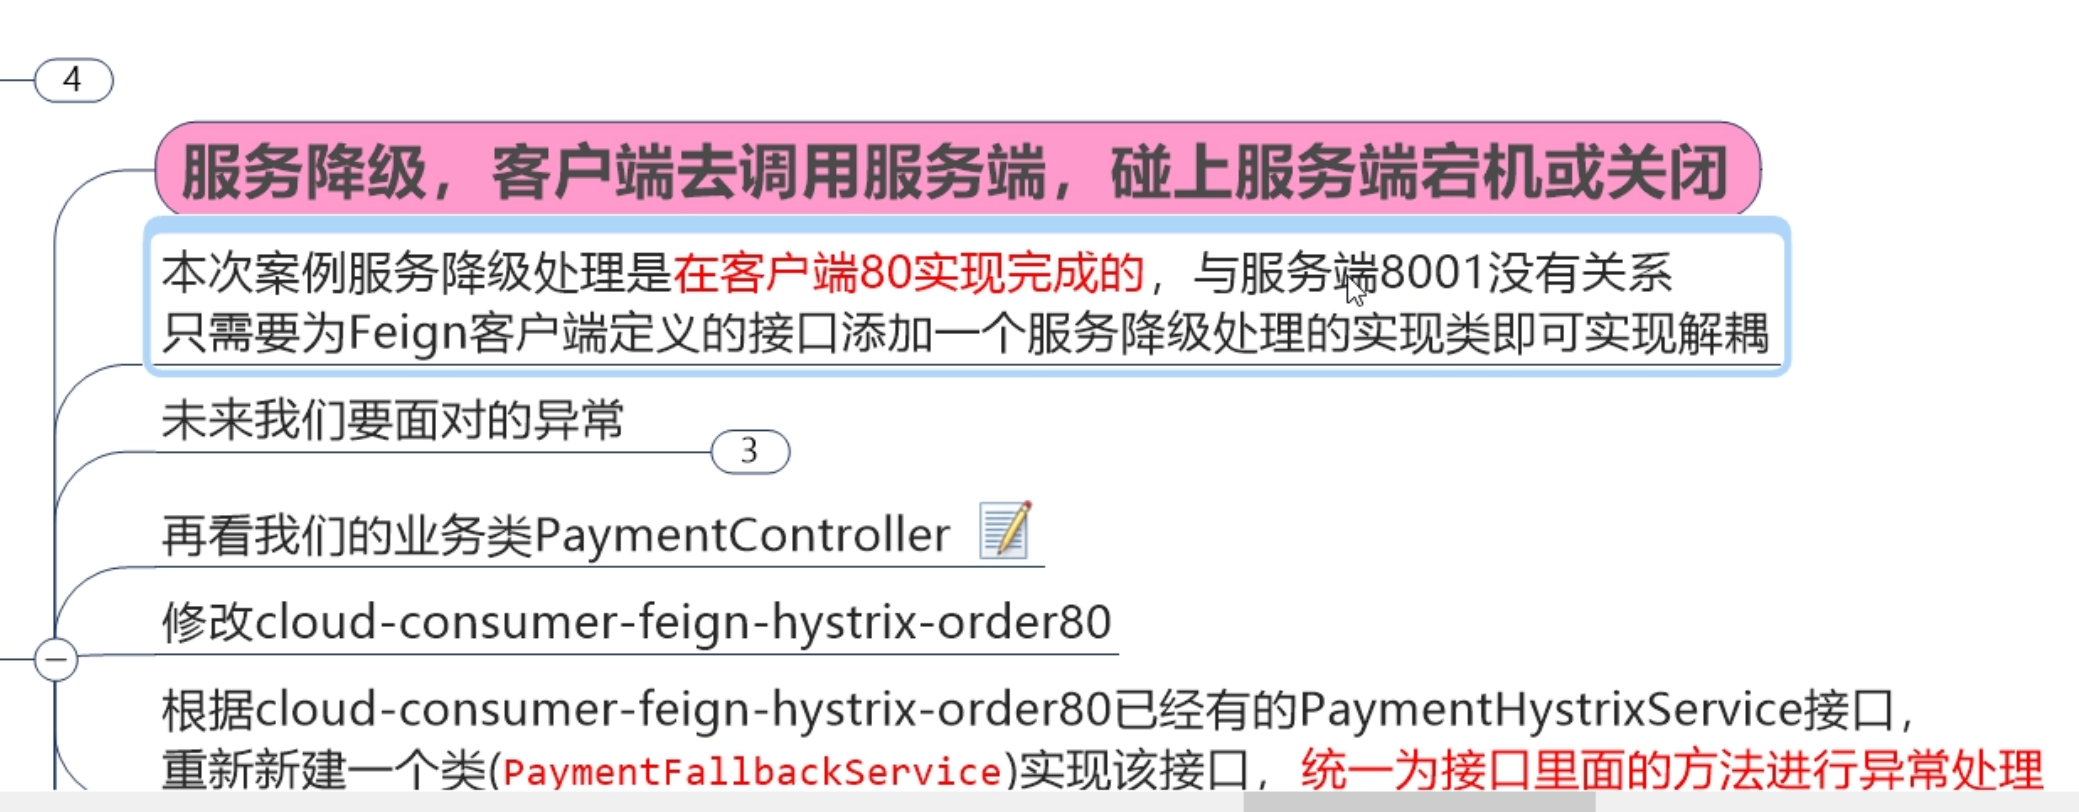 4
服务降级，客户端去调用服务端，碰上服务端宕机或关闭
本次案例服务降级处理是在客户端80实现完成的，与服务端8001没有关系
只需要为Feign客户端定义的接口添加一个服务降级处理的实现类即可实现解耦
未来我们要面对的异常
3
再看我们的业务类PaymentController
修改cloud-consumer-feign-hystrix-order80
根据cloud-consumer-feign-hystrix-order80已经有的PaymentHystrixService接口，
重新新建一个类(PaymentFallbackService)实现该接口，统一为接口里面的方法进行异常处理